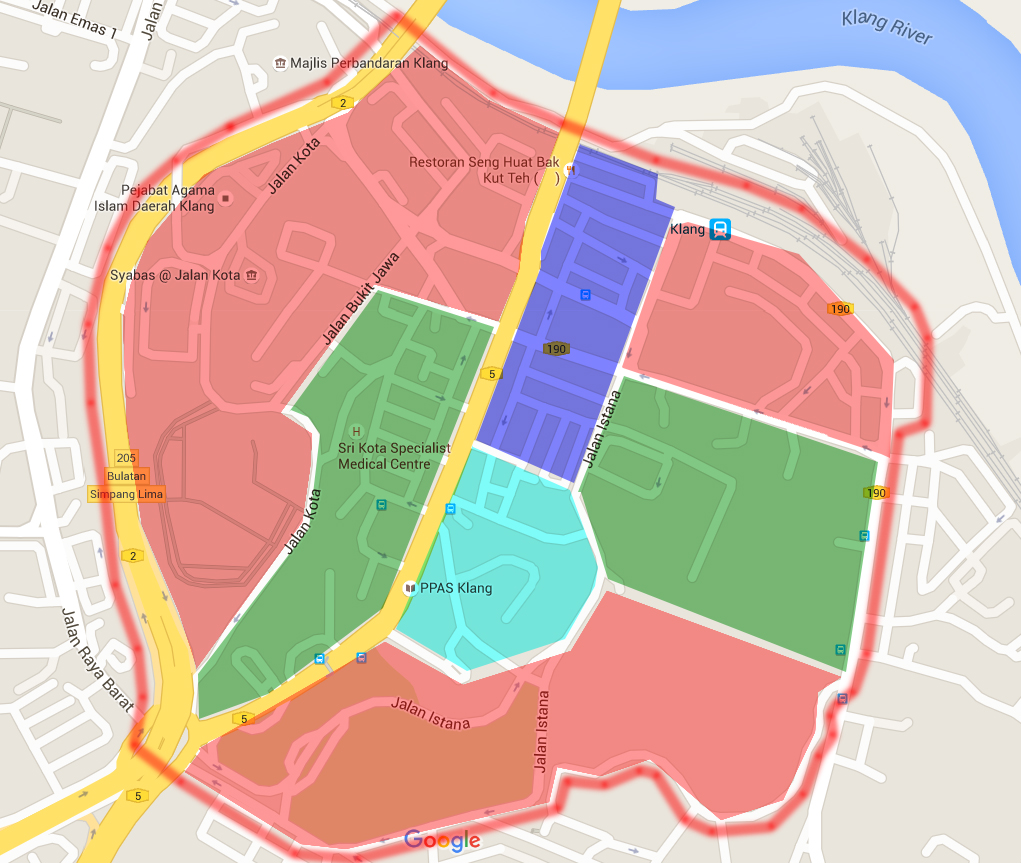 Jalan Emas 1
Jalan
Klang River
Majlis Perbandaran Klang
2
Jalan Kota
Restoran Seng Huat Bak
Kut Teh ( )
Pejabat Agama
Islam Daerah Klang
Klang
Syabas @ Jalan Kota
Jalan Bukit Jawa
190
190
5
Jalan Istana
Sri Kota Specialist
Medical Centre
H
205
Bulatan
Simpang Lima
190
Jalan Kota
2
PPAS Klang
Jalan Raya Barat
5
Jalan Istana
Jalan Istana
5
Google